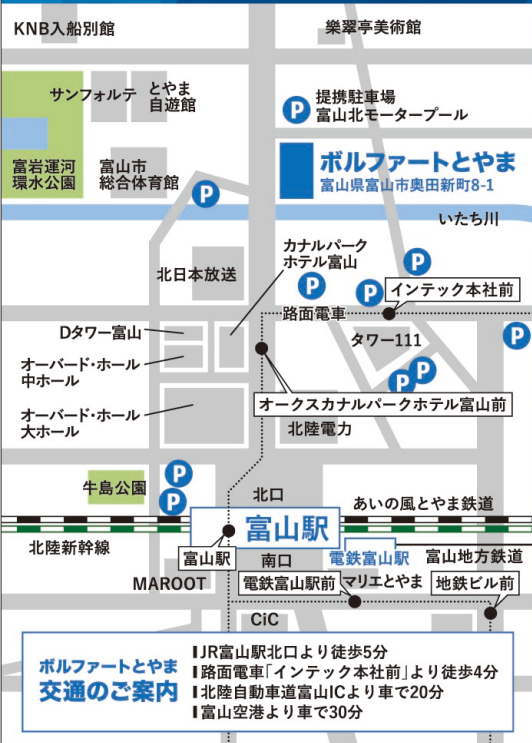 KNB入船別館
樂翠亭美術館
サンフォルテ
とやま
自遊館
P
提携駐車場
富山北モータープール
富岩運河
環水公園
富山市
総合体育館
ボルファートとやま
富山県富山市奥田新町8-1
P
いたち川
カナルパーク
ホテル富山
北日本放送
P
P
P
インテック本社前
路面電車
P
Dタワー富山
タワー111
オーバード・ホール
中ホール
P
P
オークスカナルパークホテル富山前
オーバード・ホール
大ホール
北陸電力
P
牛島公園
P
北口
あいの風とやま鉄道
富山駅
北陸新幹線
富山駅
南口
電鉄富山駅
富山地方鉄道
MAROOT
電鉄富山駅前
マリエとやま
地鉄ビル前
CiC
ボルファートとやま
交通のご案内
JR富山駅北口より徒歩5分
路面電車「インテック本社前」より徒歩4分
北陸自動車道富山ICより車で20分
富山空港より車で30分